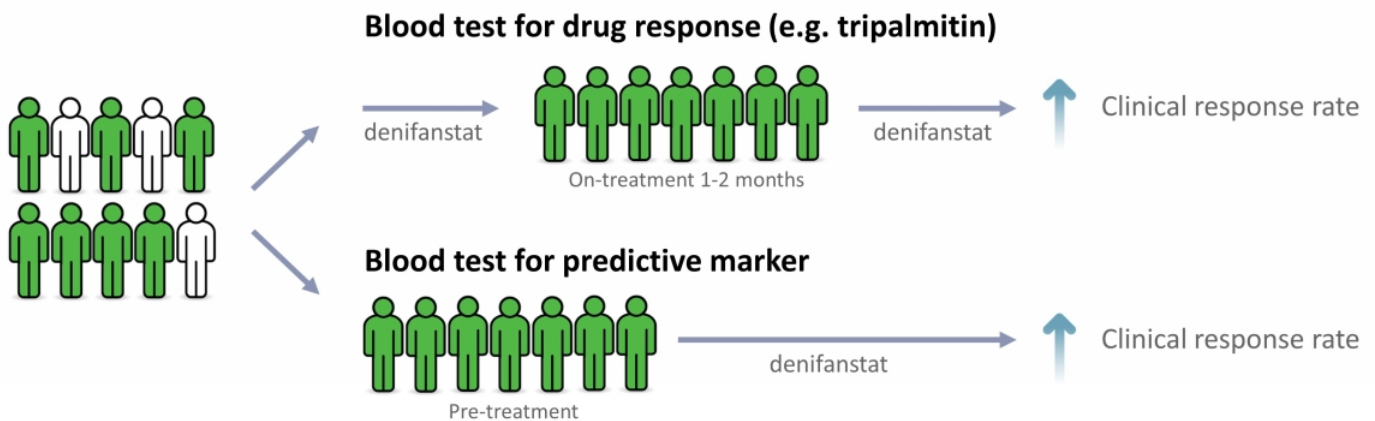 Blood test for drug response (e.g. tripalmitin)
denifanstat
denifanstat
Clinical response rate
On-treatment 1-2 months
Blood test for predictive marker
Clinical response rate
denifanstat
Pre-treatment